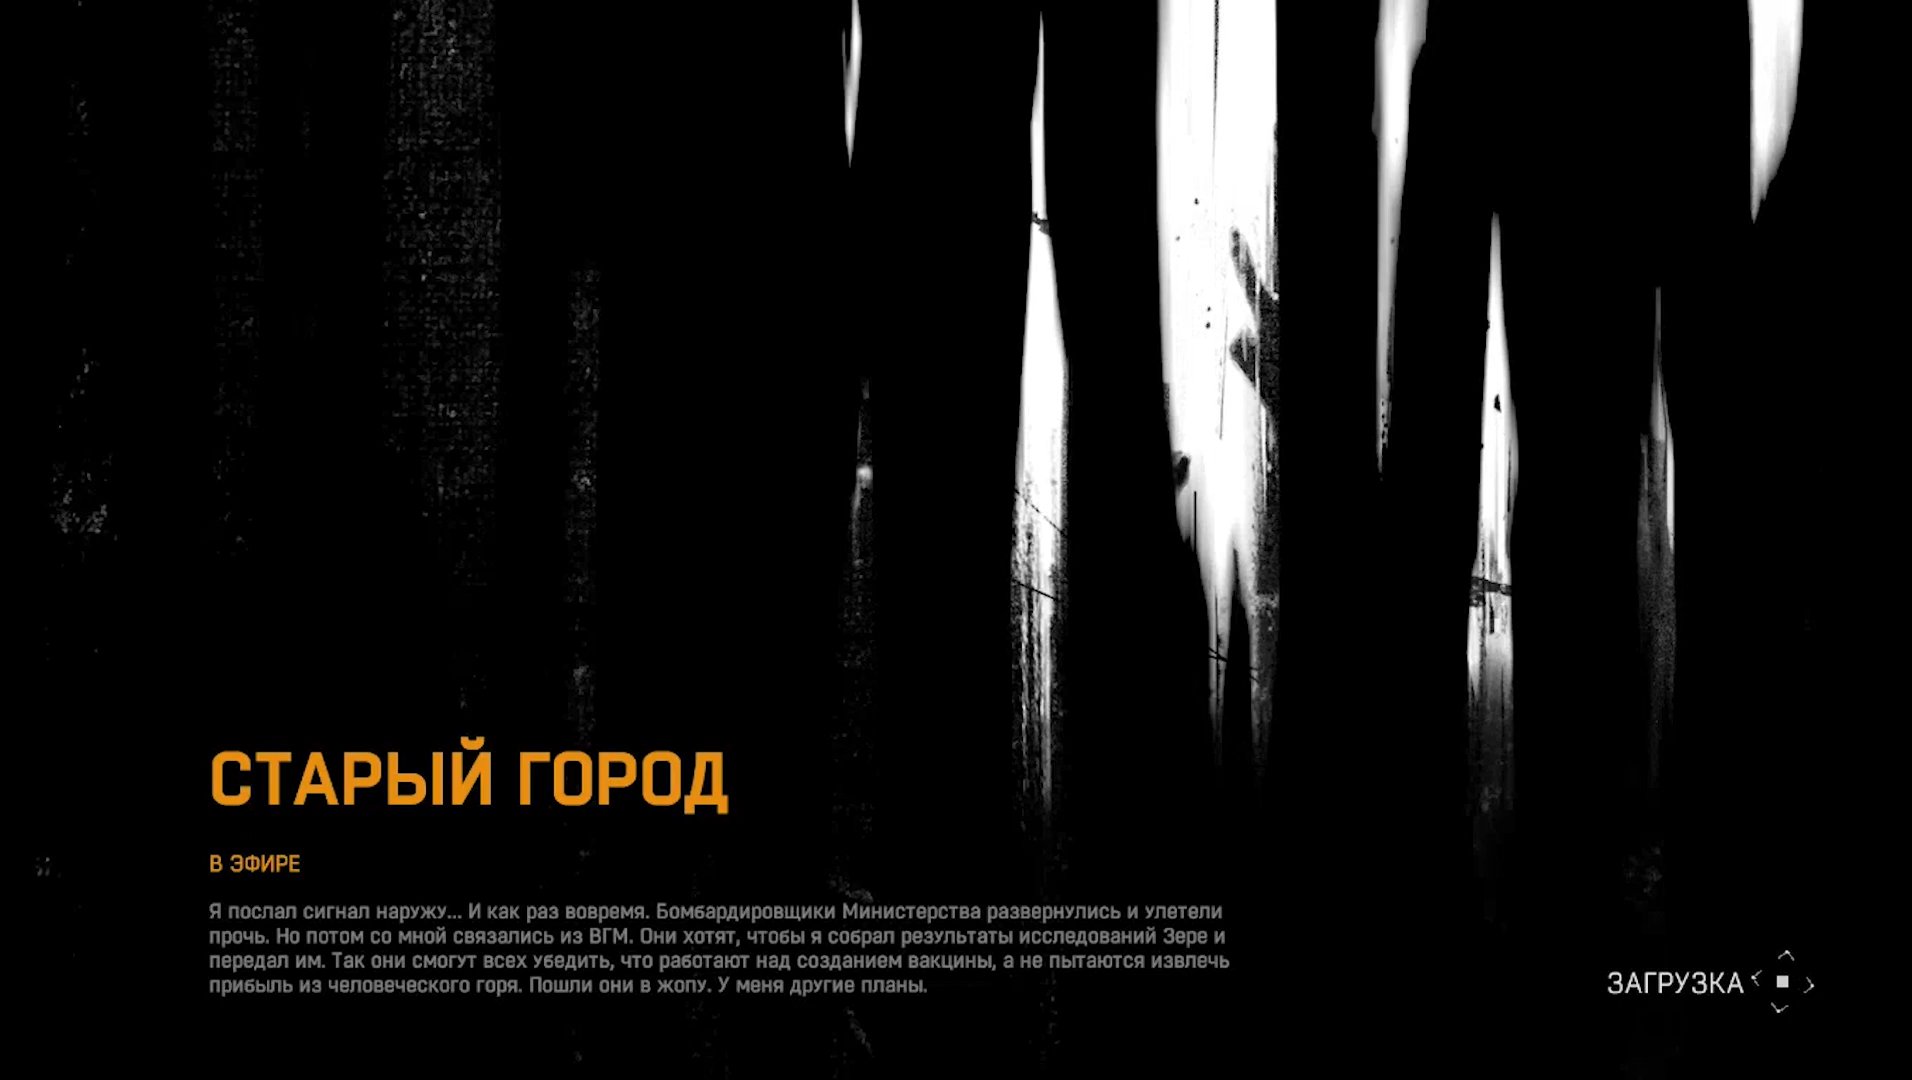 СТАРЫЙ ГОРОД
В ЭФИРЕ
Я послал сигнал наружу... И как раз вовремя. Бомбардировщики Министерства развернулись и улетели
прочь. Но потом со мной связались из ВГМ. Они хотят, чтобы я собрал результаты исследований Зере и
передал им. Так они смогут всех убедить, что работают над созданием вакцины, а не пытаются извлечь
прибыль из человеческого горя. Пошли они в жопу. У меня другие планы.
ЗАГРУЗКА